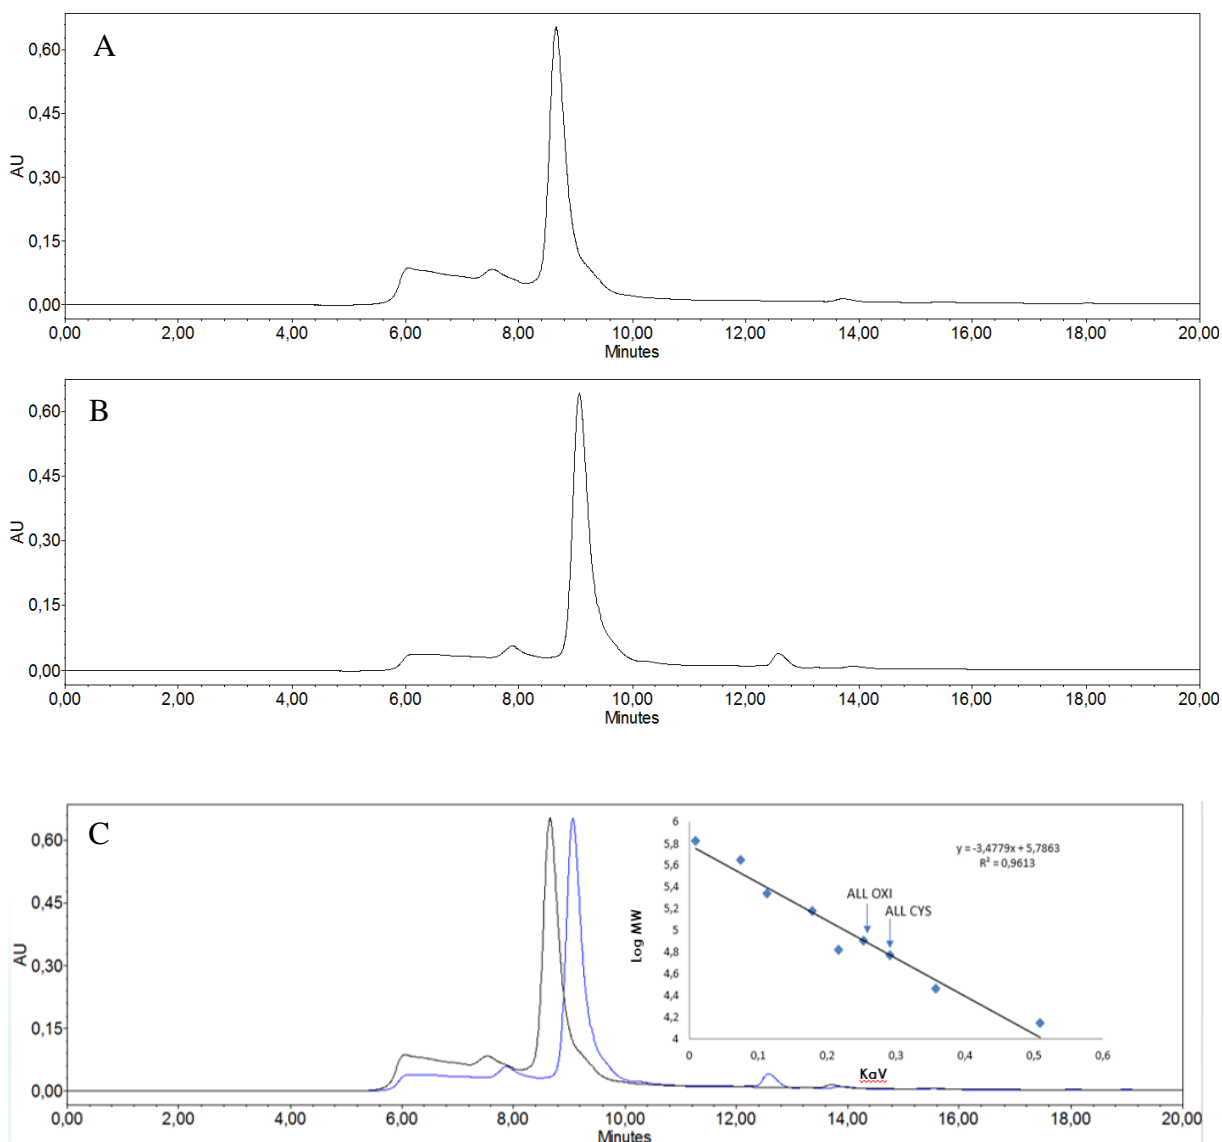 A
AU
0,60
0,45
0,30
0,15
0,00
0,00 2,00 4,00 6,00 8,00 10,00 12,00 14,00 16,00 18,00 20,00
Minutes
B
AU
0,60
0,45
0,30
0,15
0,00
0,00 2,00 4,00 6,00 8,00 10,00 12,00 14,00 16,00 18,00 20,00
Minutes
C
AU
0,60
0,45
0,30
0,15
0,00
0,00 2,00 4,00 6,00 8,00 10,00 12,00 14,00 16,00 18,00 20,00
Minutes
Log MW
6
5,8
5,6
5,4
5,2
5
4,8
4,6
4,4
4,2
4
y = -3,4779x + 5,7863
R² = 0,9613
ALL OXI
ALL CYS
0 0,1 0,2 0,3 0,4 0,5 0,6
KaV